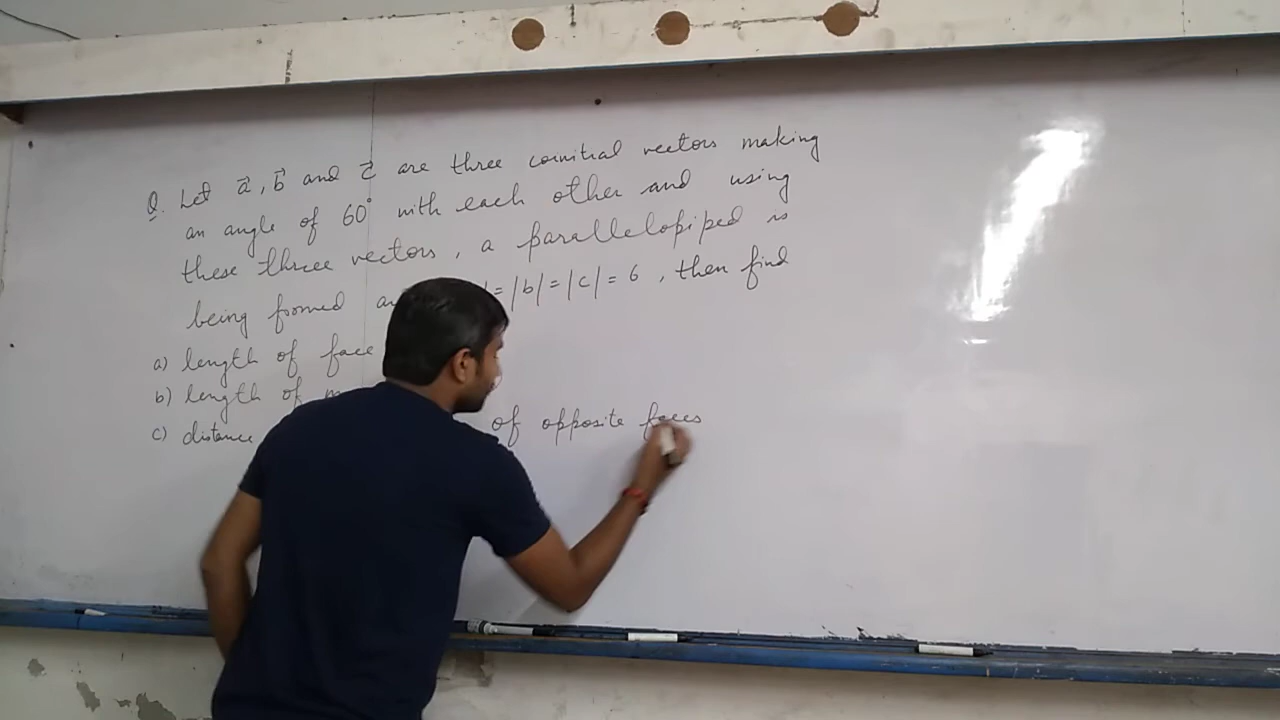 Q. Let a⃗, b⃗ and c⃗ are three coinitial vectors making
an angle of 60° with each other and using
these three vectors, a parallelopiped is
being formed = |b| = |c| = 6, then find
a) length of face
b) length of
c) distance of opposite faces